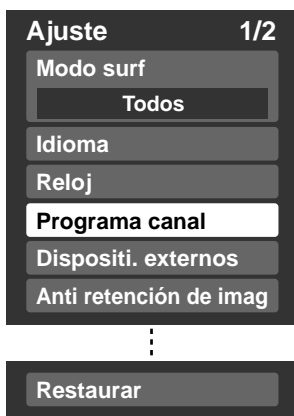 Ajuste 1/2
Modo surf
Todos
Idioma
Reloj
Programa canal
Dispositi. externos
Anti retención de imag
Restaurar